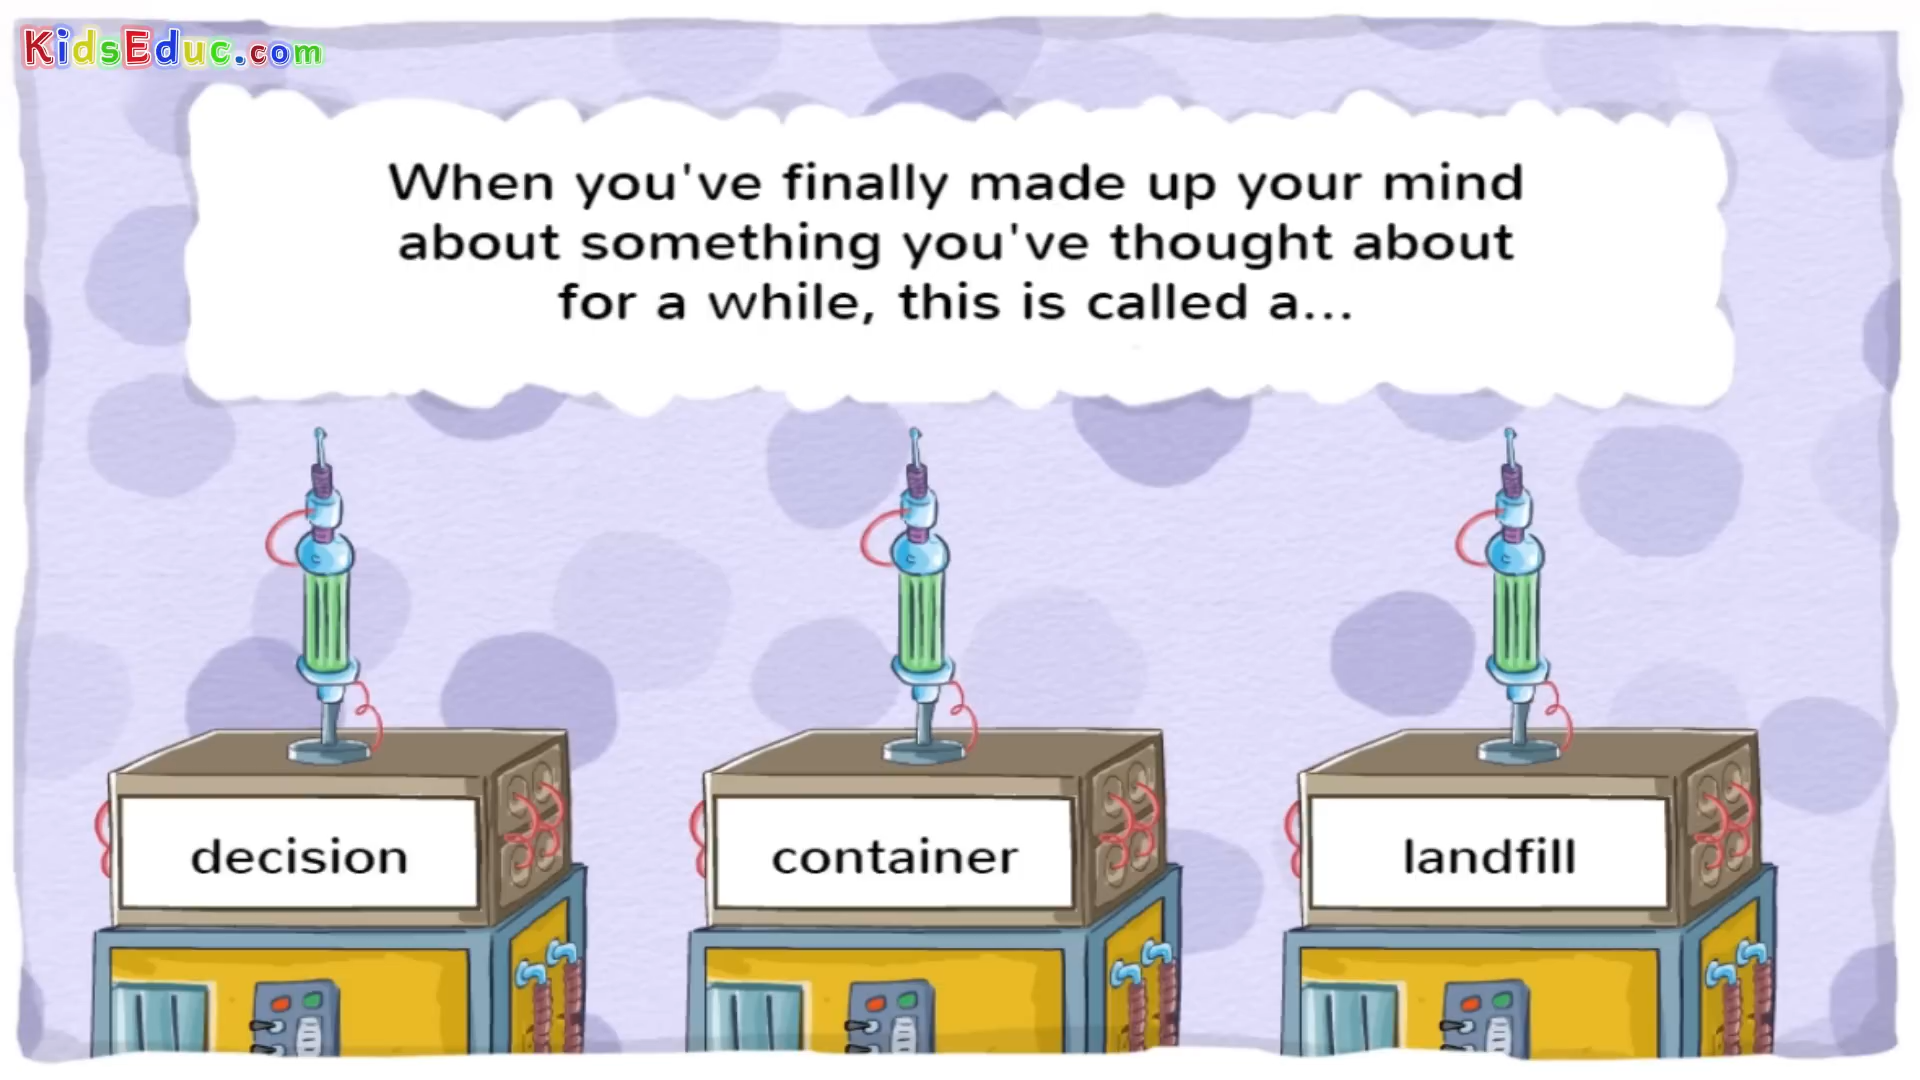 KidsEduc.com
When you've finally made up your mind
about something you've thought about
for a while, this is called a...
decision
container
landfill